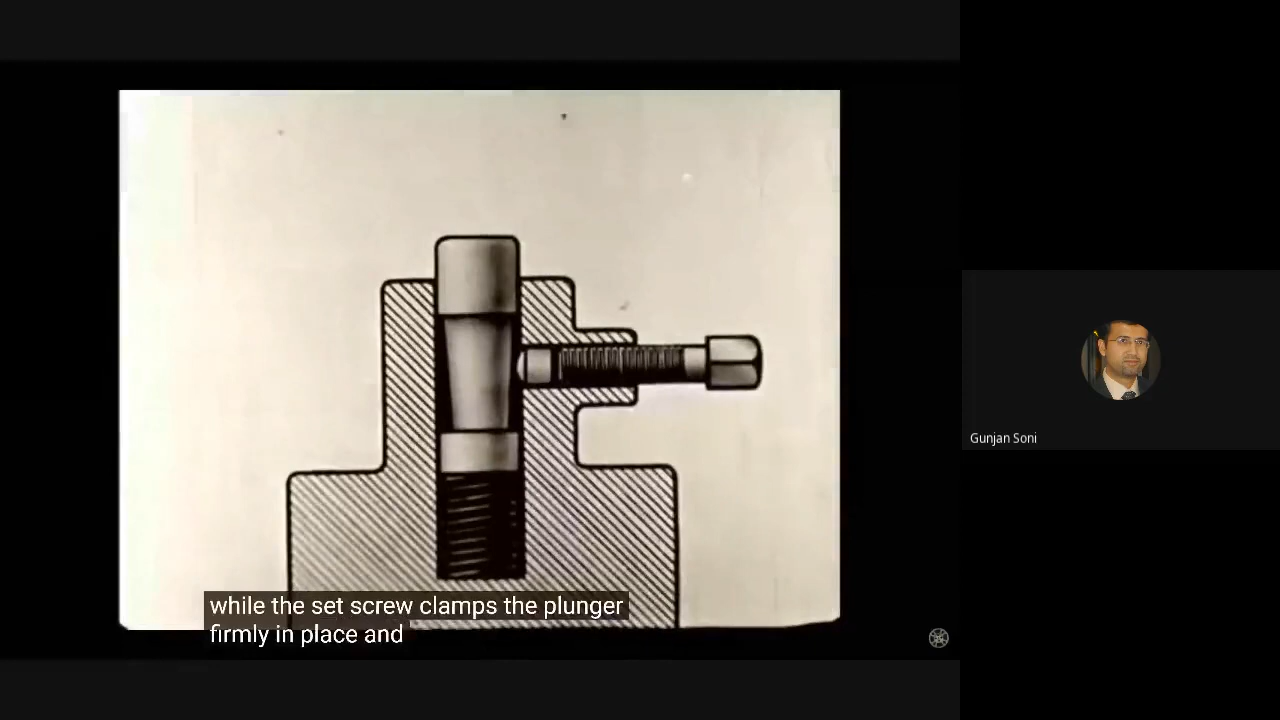 while the set screw clamps the plunger
firmly in place and
Gunjan Soni